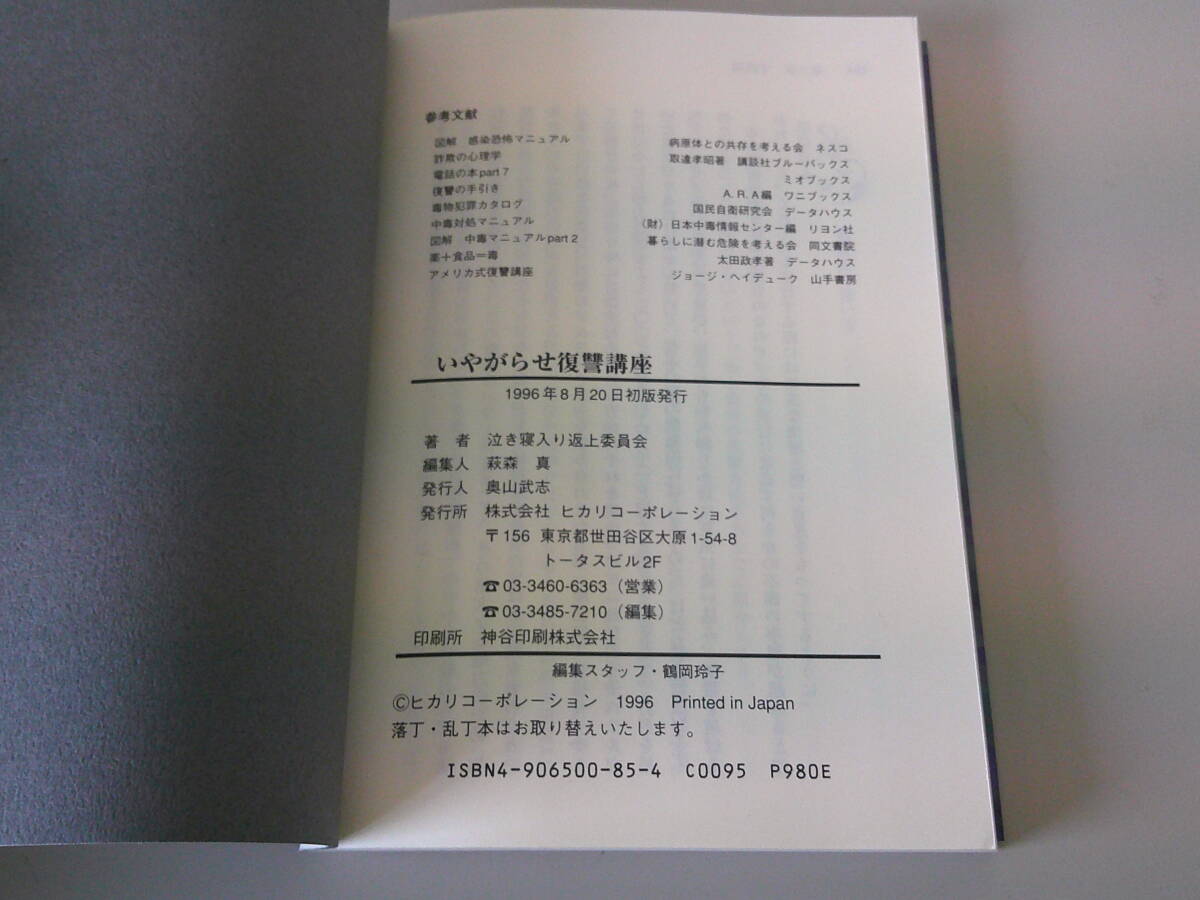 参考文献
図解　感染恐怖マニュアル　病原体との共存を考える会　ネスコ
詐欺の心理学　取違孝昭著　講談社ブルーバックス
電話の本part 7　ミオブックス
復讐の手引き　A. R. A編　ワニブックス
毒物犯罪カタログ　国民自衛研究会　データハウス
中毒対処マニュアル　（財）日本中毒情報センター編　リヨン社
図解　中毒マニュアルpart 2　暮らしに潜む危険を考える会　同文書院
薬＋食品＝毒　太田政孝著　データハウス
アメリカ式復讐講座　ジョージ・ヘイデューク　山手書房
いやがらせ復讐講座
1996年8月20日初版発行
著　者　泣き寝入り返上委員会
編集人　萩森　真
発行人　奥山武志
発行所　株式会社 ヒカリコーポレーション
〒156 東京都世田谷区大原1-54-8
トータスビル2F
☎03-3460-6363（営業）
☎03-3485-7210（編集）
印刷所　神谷印刷株式会社
編集スタッフ・鶴岡玲子
©ヒカリコーポレーション　1996　Printed in Japan
落丁・乱丁本はお取り替えいたします。
ISBN4-906500-85-4 C0095 P980E